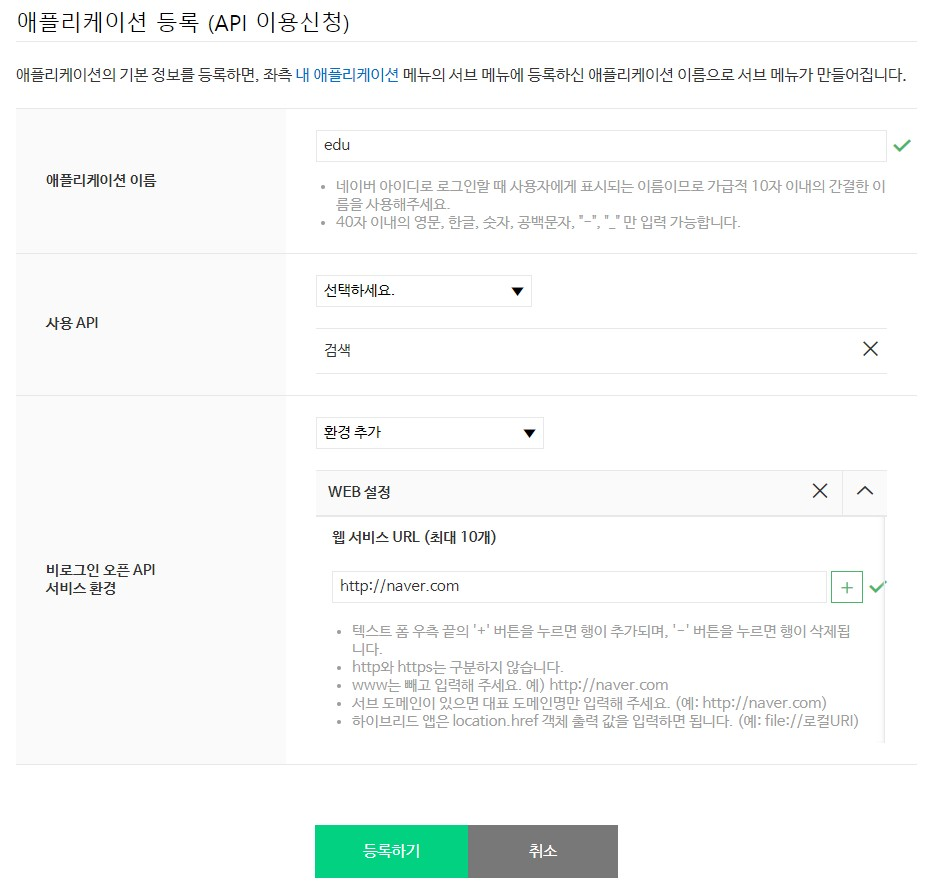 애플리케이션 등록 (API 이용신청)
애플리케이션의 기본 정보를 등록하면, 좌측 내 애플리케이션 메뉴의 서브 메뉴에 등록하신 애플리케이션 이름으로 서브 메뉴가 만들어집니다.
애플리케이션 이름
edu
네이버 아이디로 로그인할 때 사용자에게 표시되는 이름이므로 가급적 10자 이내의 간결한 이
름을 사용해주세요.
40자 이내의 영문, 한글, 숫자, 공백문자, "-", "_" 만 입력 가능합니다.
사용 API
선택하세요.
검색
비로그인 오픈 API
서비스 환경
환경 추가
WEB 설정
웹 서비스 URL (최대 10개)
http://naver.com
텍스트 폼 우측 끝의 '+' 버튼을 누르면 행이 추가되며, '-' 버튼을 누르면 행이 삭제됩
니다.
http와 https는 구분하지 않습니다.
www는 빼고 입력해 주세요. 예) http://naver.com
서브 도메인이 있으면 대표 도메인명만 입력해 주세요. (예: http://naver.com)
하이브리드 앱은 location.href 객체 출력 값을 입력하면 됩니다. (예: file://로컬URI)
등록하기
취소